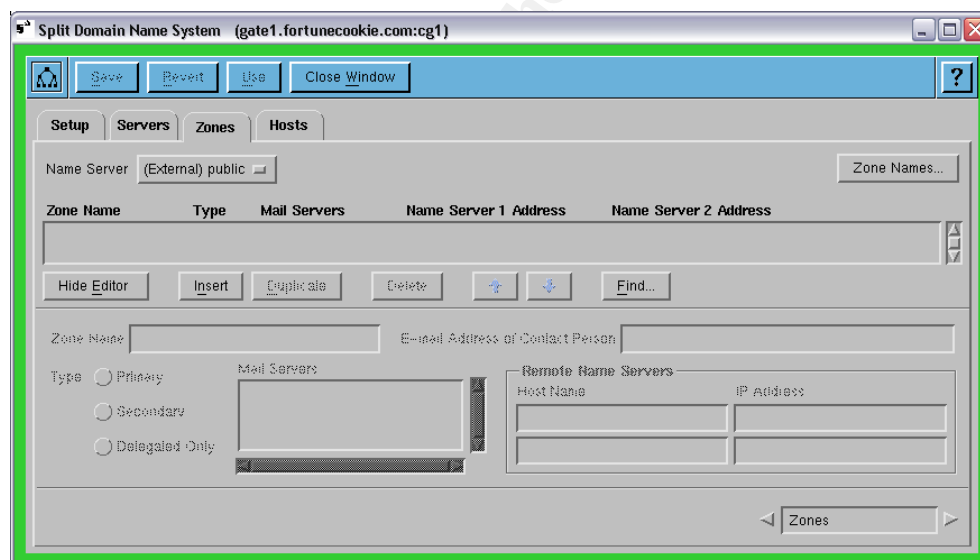 Split Domain Name System (gate1.fortunecookie.com:cg1)
Save Revert Use Close Window ?
Setup Servers Zones Hosts
Name Server (External) public Zone Names...
Zone Name Type Mail Servers Name Server 1 Address Name Server 2 Address
Hide Editor Insert Duplicate Delete Find...
Zone Name E-mail Address of Contact Person
Type Primary Mail Servers Remote Name Servers
Host Name IP Address
Secondary
Delegated Only
Zones